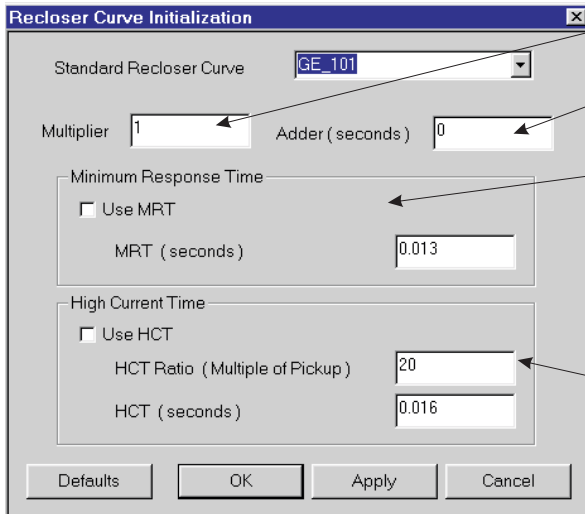 Recloser Curve Initialization
Standard Recloser Curve GE_101
Multiplier 1 Adder ( seconds ) 0
Minimum Response Time
Use MRT
MRT ( seconds ) 0.013
High Current Time
Use HCT
HCT Ratio ( Multiple of Pickup ) 20
HCT ( seconds ) 0.016
Defaults OK Apply Cancel